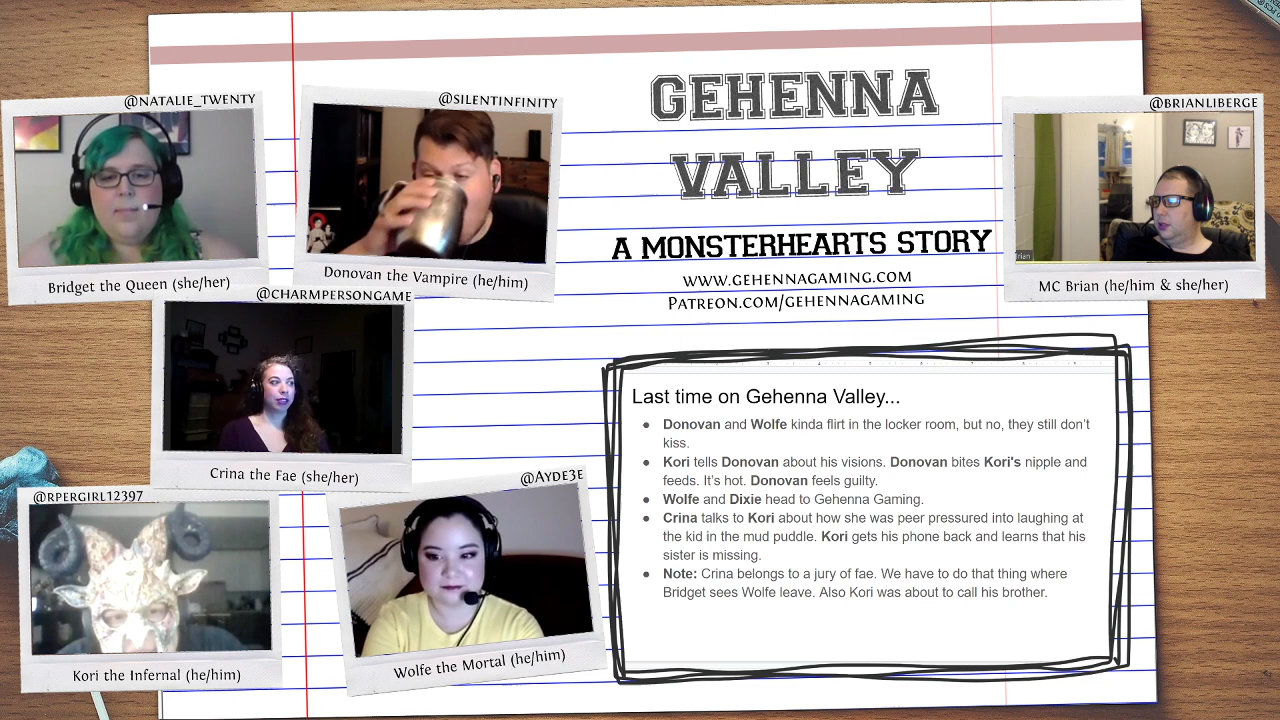 @NATALIE_TWENTY
Bridget the Queen (she/her)
@SILENTINFINITY
Donovan the Vampire (he/him)
GEHENNA
VALLEY
A MONSTERHEARTS STORY
WWW.GEHENNAGAMING.COM
PATREON.COM/GEHENNAGAMING
@BRIANLIBERGE
Brian
MC Brian (he/him & she/her)
@CHARMPERSONGAME
Crina the Fae (she/her)
@RPERGIRL12397
Kori the Infernal (he/him)
@AYDE3E
Wolfe the Mortal (he/him)
Last time on Gehenna Valley...
● Donovan and Wolfe kinda flirt in the locker room, but no, they still don't
kiss.
● Kori tells Donovan about his visions. Donovan bites Kori's nipple and
feeds. It's hot. Donovan feels guilty.
● Wolfe and Dixie head to Gehenna Gaming.
● Crina talks to Kori about how she was peer pressured into laughing at
the kid in the mud puddle. Kori gets his phone back and learns that his
sister is missing.
● Note: Crina belongs to a jury of fae. We have to do that thing where
Bridget sees Wolfe leave. Also Kori was about to call his brother.